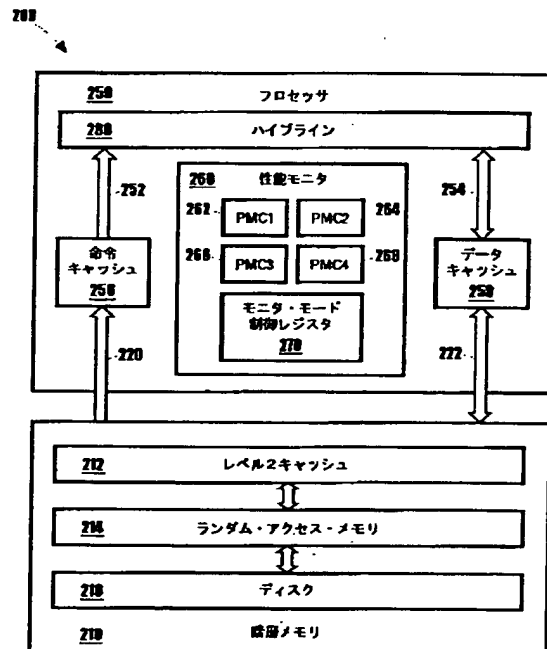 200
250 プロセッサ
280 パイプライン
252
260 性能モニタ
254
262 PMC1 PMC2 264
266 PMC3 PMC4 268
命令
キャッシュ
256
データ
キャッシュ
258
モニタ・モード
制御レジスタ
270
220
222
212 レベル2キャッシュ
214 ランダム・アクセス・メモリ
216 ディスク
210 階層メモリ